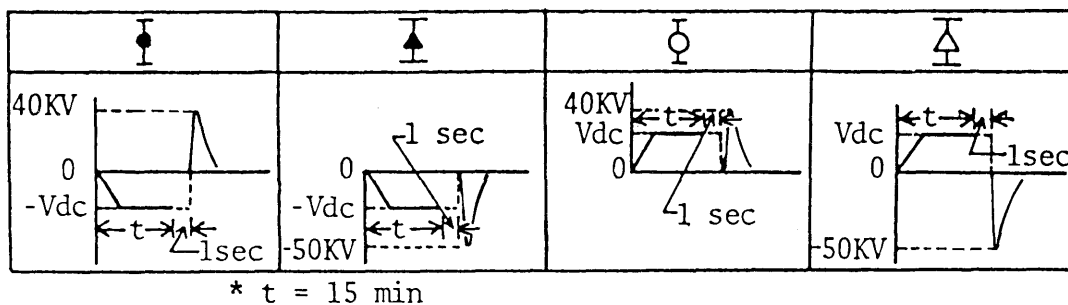 40KV
0
-Vdc
t
1sec
1 sec
0
-Vdc
t
-50KV
40KV
Vdc
t
0
1 sec
Vdc
t
1sec
0
-50KV
* t = 15 min